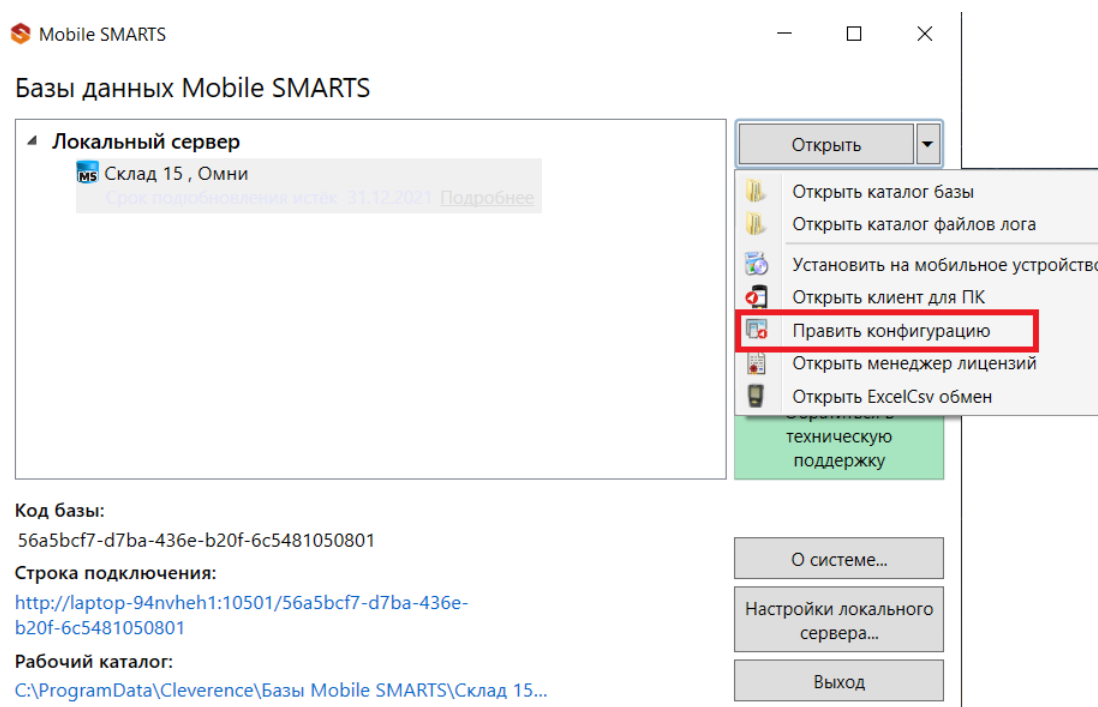 Mobile SMARTS
Базы данных Mobile SMARTS
Локальный сервер
MS Склад 15 , Омни
Срок подюбновления истёк 31.12.2021 Подробнее
Открыть
Открыть каталог базы
Открыть каталог файлов лога
Установить на мобильное устройство
Открыть клиент для ПК
Править конфигурацию
Открыть менеджер лицензий
Открыть ExcelCsv обмен
Обратиться в
техническую
поддержку
Код базы:
56a5bcf7-d7ba-436e-b20f-6c5481050801
Строка подключения:
http://laptop-94nvheh1:10501/56a5bcf7-d7ba-436e-
b20f-6c5481050801
Рабочий каталог:
C:\ProgramData\Cleverence\Базы Mobile SMARTS\Склад 15...
О системе...
Настройки локального
сервера...
Выход